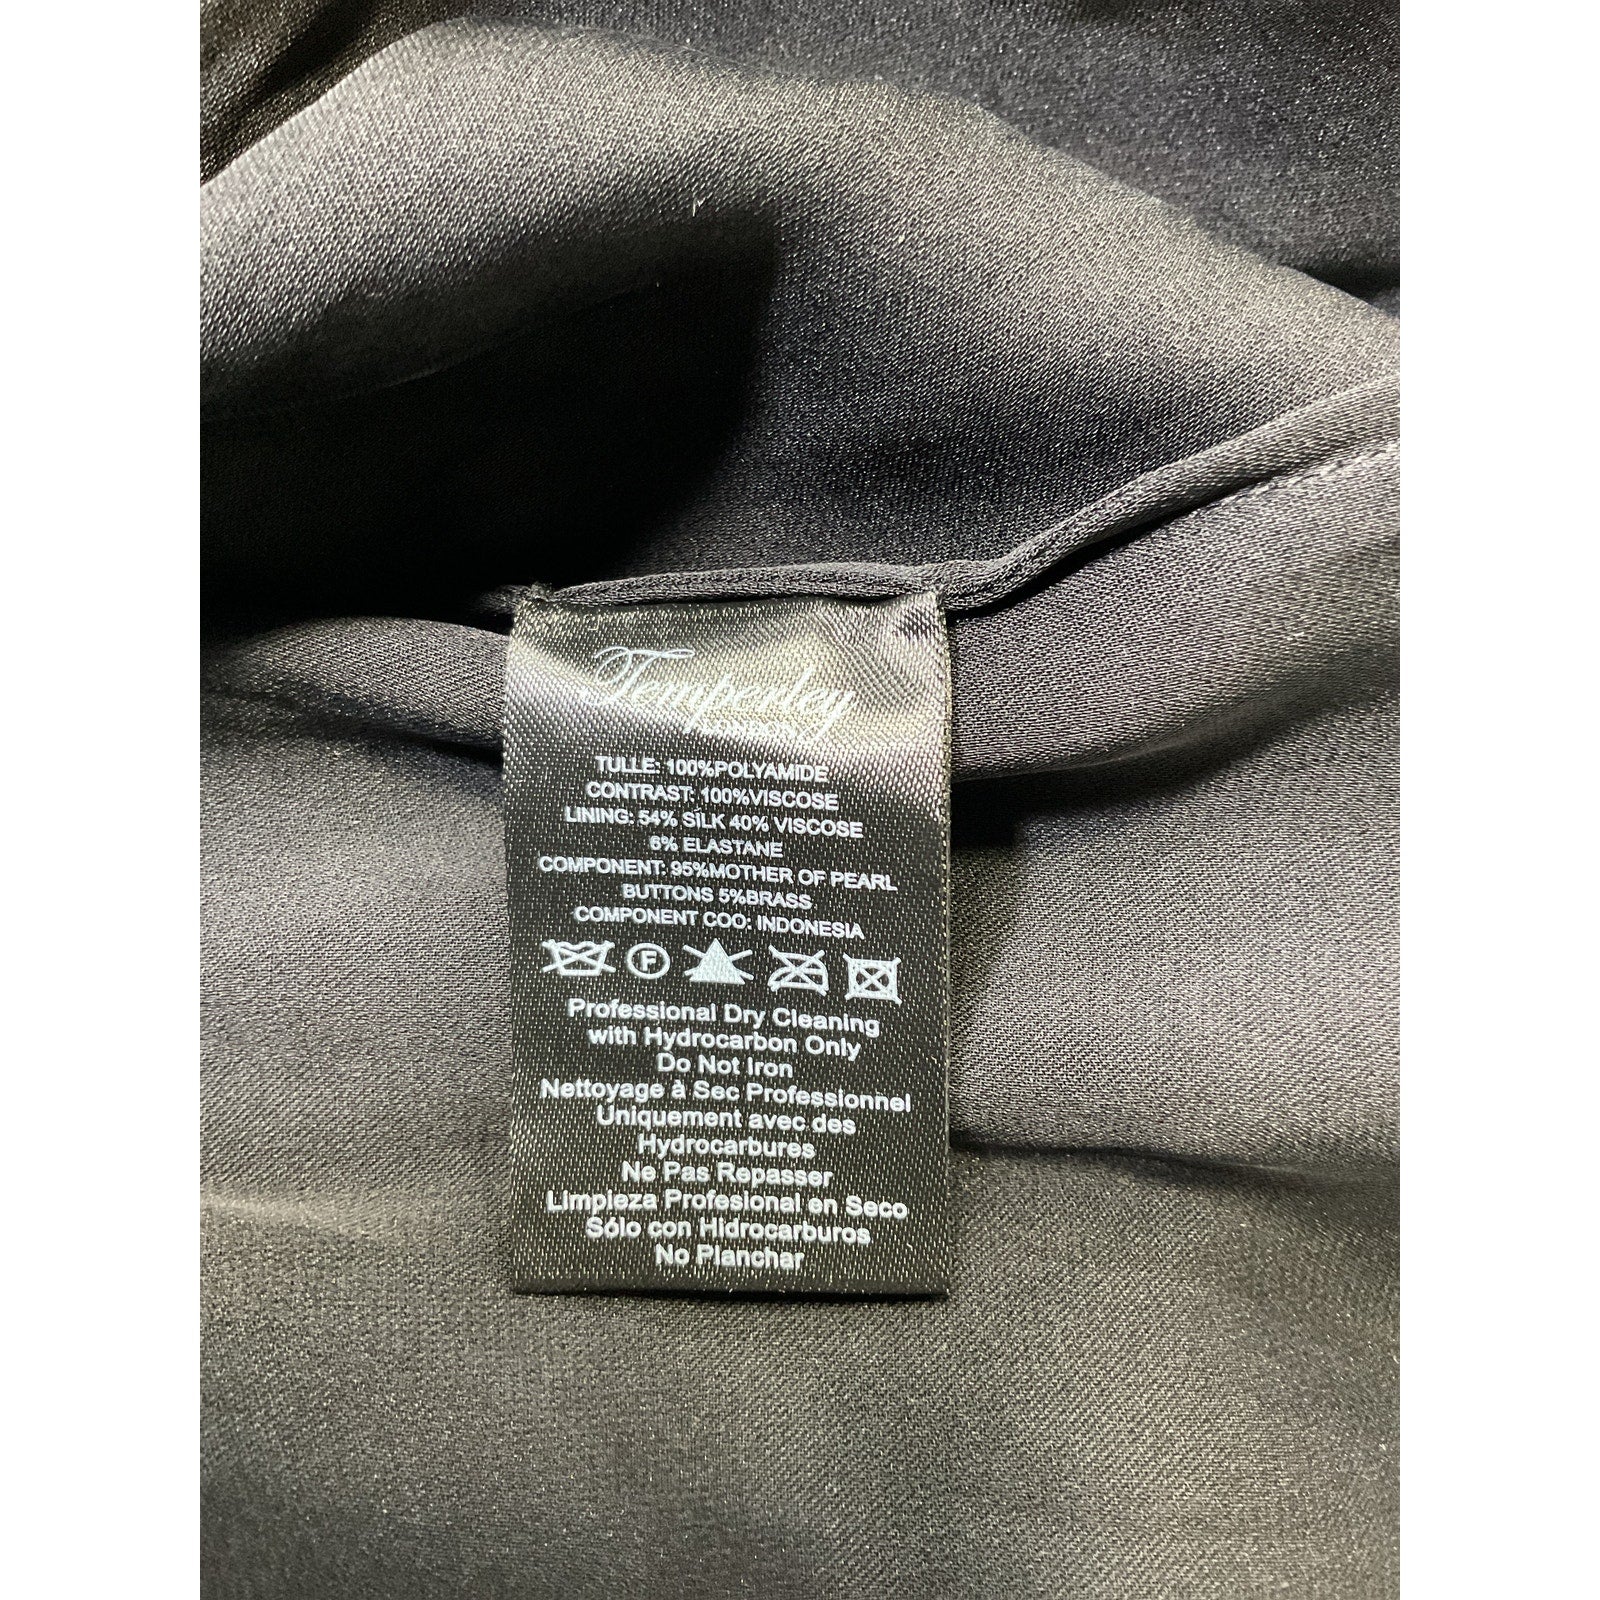 Temperley
LONDON
TULLE: 100%POLYAMIDE
CONTRAST: 100%VISCOSE
LINING: 54% SILK 40% VISCOSE
6% ELASTANE
COMPONENT: 95%MOTHER OF PEARL
BUTTONS 5%BRASS
COMPONENT COO: INDONESIA
F
Professional Dry Cleaning
with Hydrocarbon Only
Do Not Iron
Nettoyage à Sec Professionnel
Uniquement avec des
Hydrocarbures
Ne Pas Repasser
Limpieza Profesional en Seco
Sólo con Hidrocarburos
No Planchar